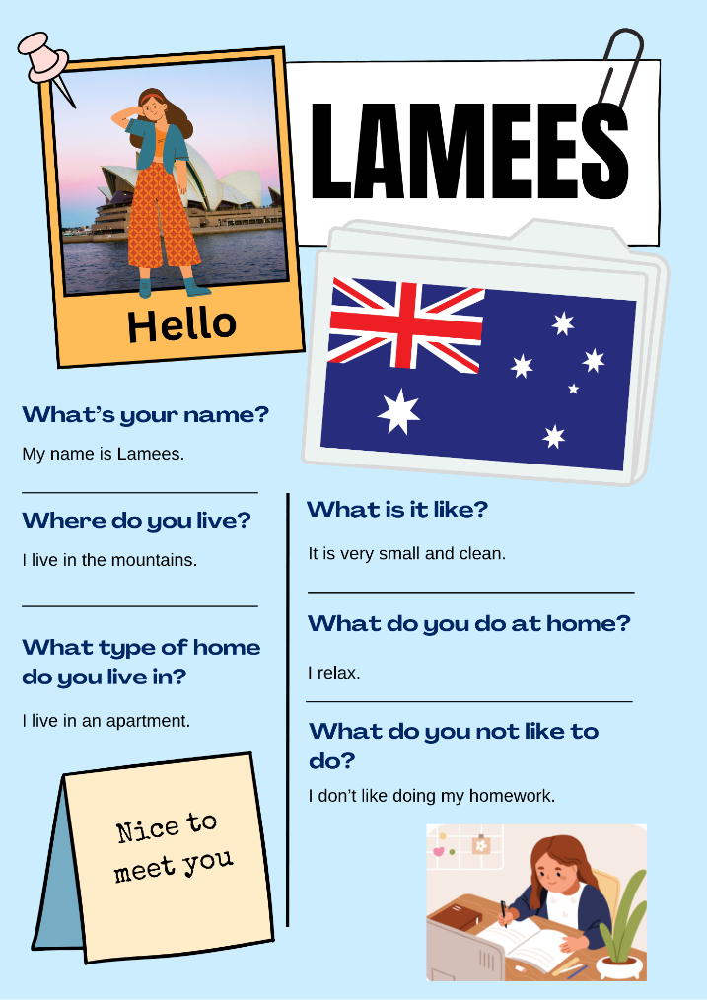 LAMEES
Hello
What's your name?
My name is Lamees.
Where do you live?
I live in the mountains.
What type of home
do you live in?
I live in an apartment.
Nice to
meet you
What is it like?
It is very small and clean.
What do you do at home?
I relax.
What do you not like to
do?
I don't like doing my homework.